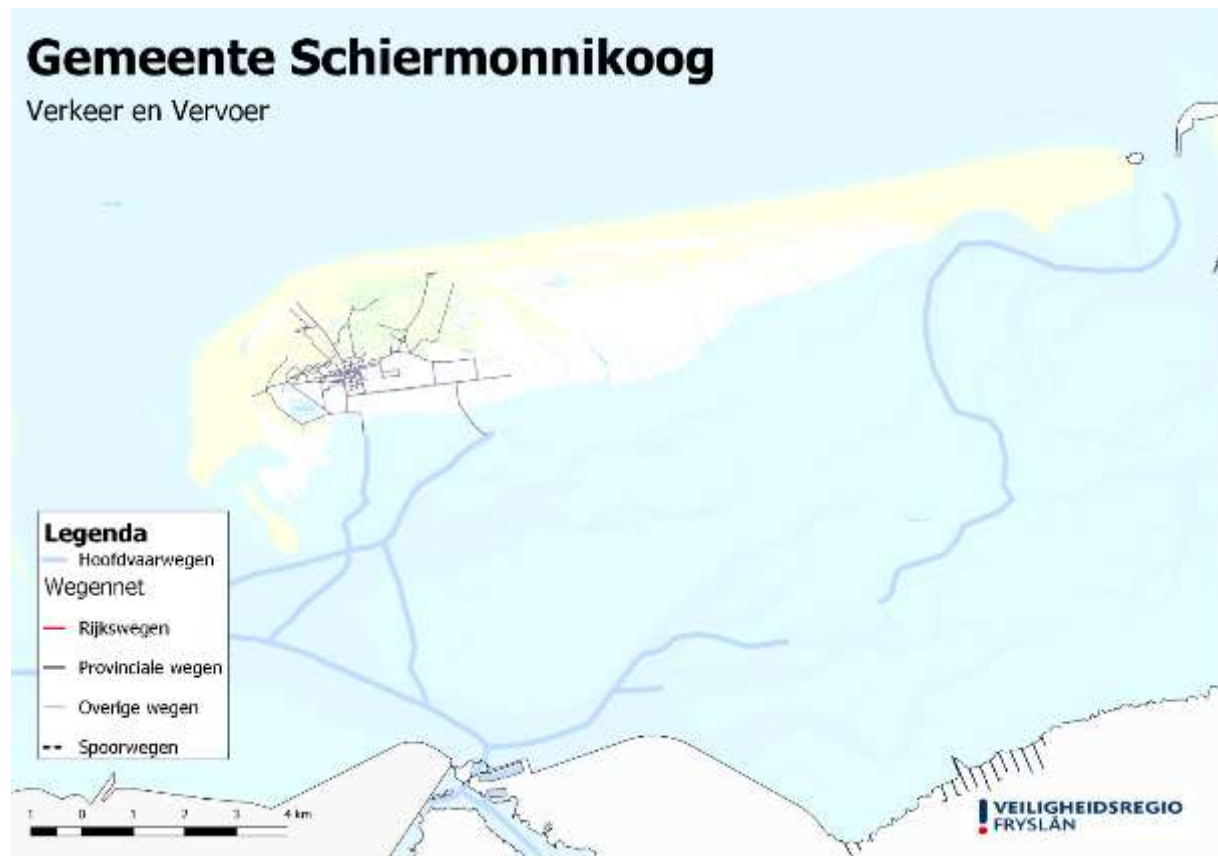 Gemeente Schiermonnikoog
Verkeer en Vervoer
Legenda
Hoofdvaarwegen
Wegennet
Rijkswegen
Provinciale wegen
Overige wegen
Spoorwegen
1 0 1 2 3 4 km
VEILIGHEIDSREGIO
FRYSLÂN